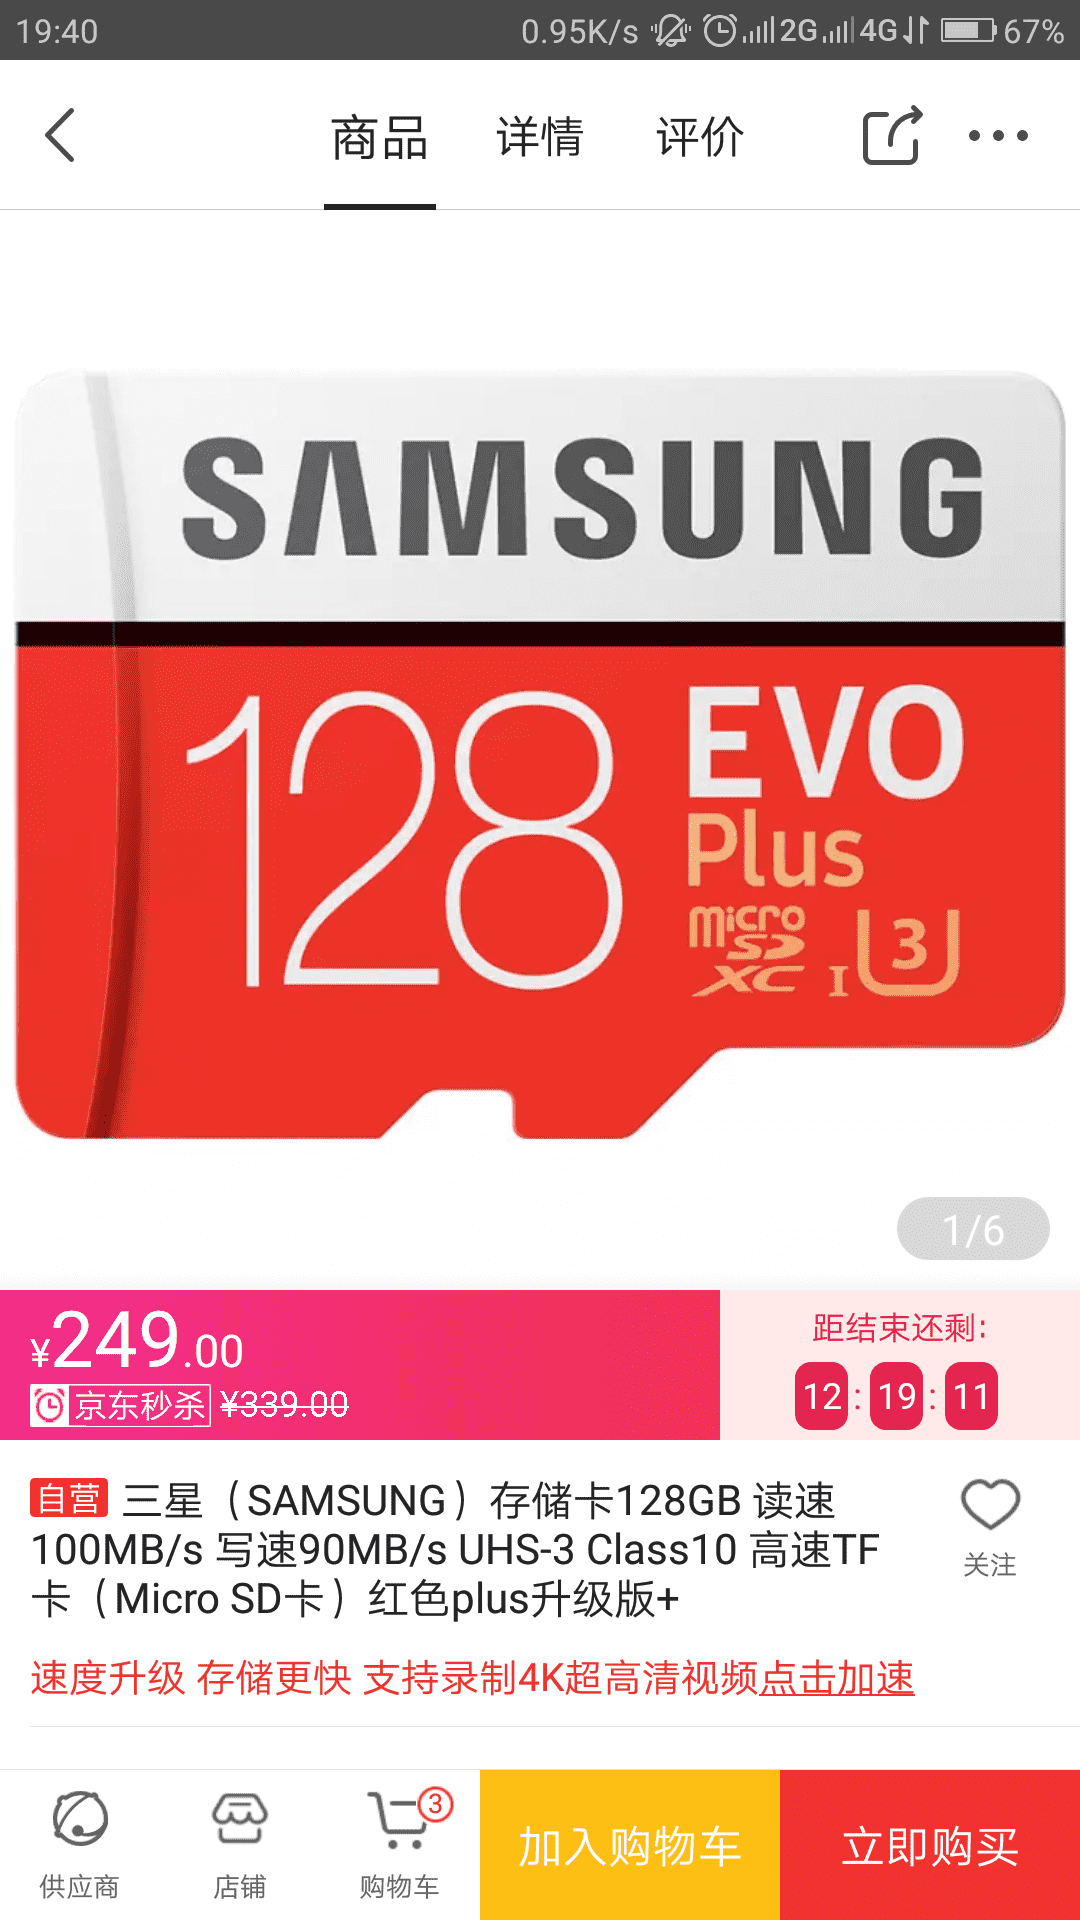 19:40 0.95K/s 2G 4G 67%
商品 详情 评价
SAMSUNG
128 EVO
Plus
micro
SD
XC I U3
1/6
¥249.00
距结束还剩:
京东秒杀 ¥339.00
12:19:11
自营 三星（SAMSUNG）存储卡128GB 读速
100MB/s 写速90MB/s UHS-3 Class10 高速TF
卡（Micro SD卡）红色plus升级版+
关注
速度升级 存储更快 支持录制4K超高清视频点击加速
3
供应商 店铺 购物车 加入购物车 立即购买